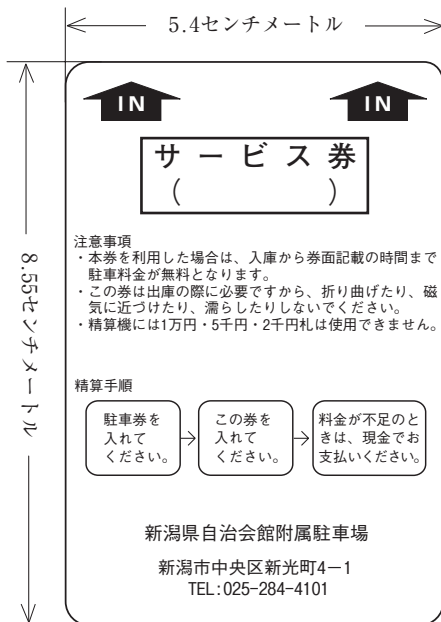 5.4センチメートル
8.55センチメートル
IN IN
サービス券
(　　　　)
注意事項
・本券を利用した場合は、入庫から券面記載の時間まで
駐車料金が無料となります。
・この券は出庫の際に必要ですから、折り曲げたり、磁
気に近づけたり、濡らしたりしないでください。
・精算機には1万円・5千円・2千円札は使用できません。
精算手順
駐車券を
入れて
ください。
この券を
入れて
ください。
料金が不足のと
きは、現金でお
支払いください。
新潟県自治会館附属駐車場
新潟市中央区新光町4－1
TEL:025-284-4101